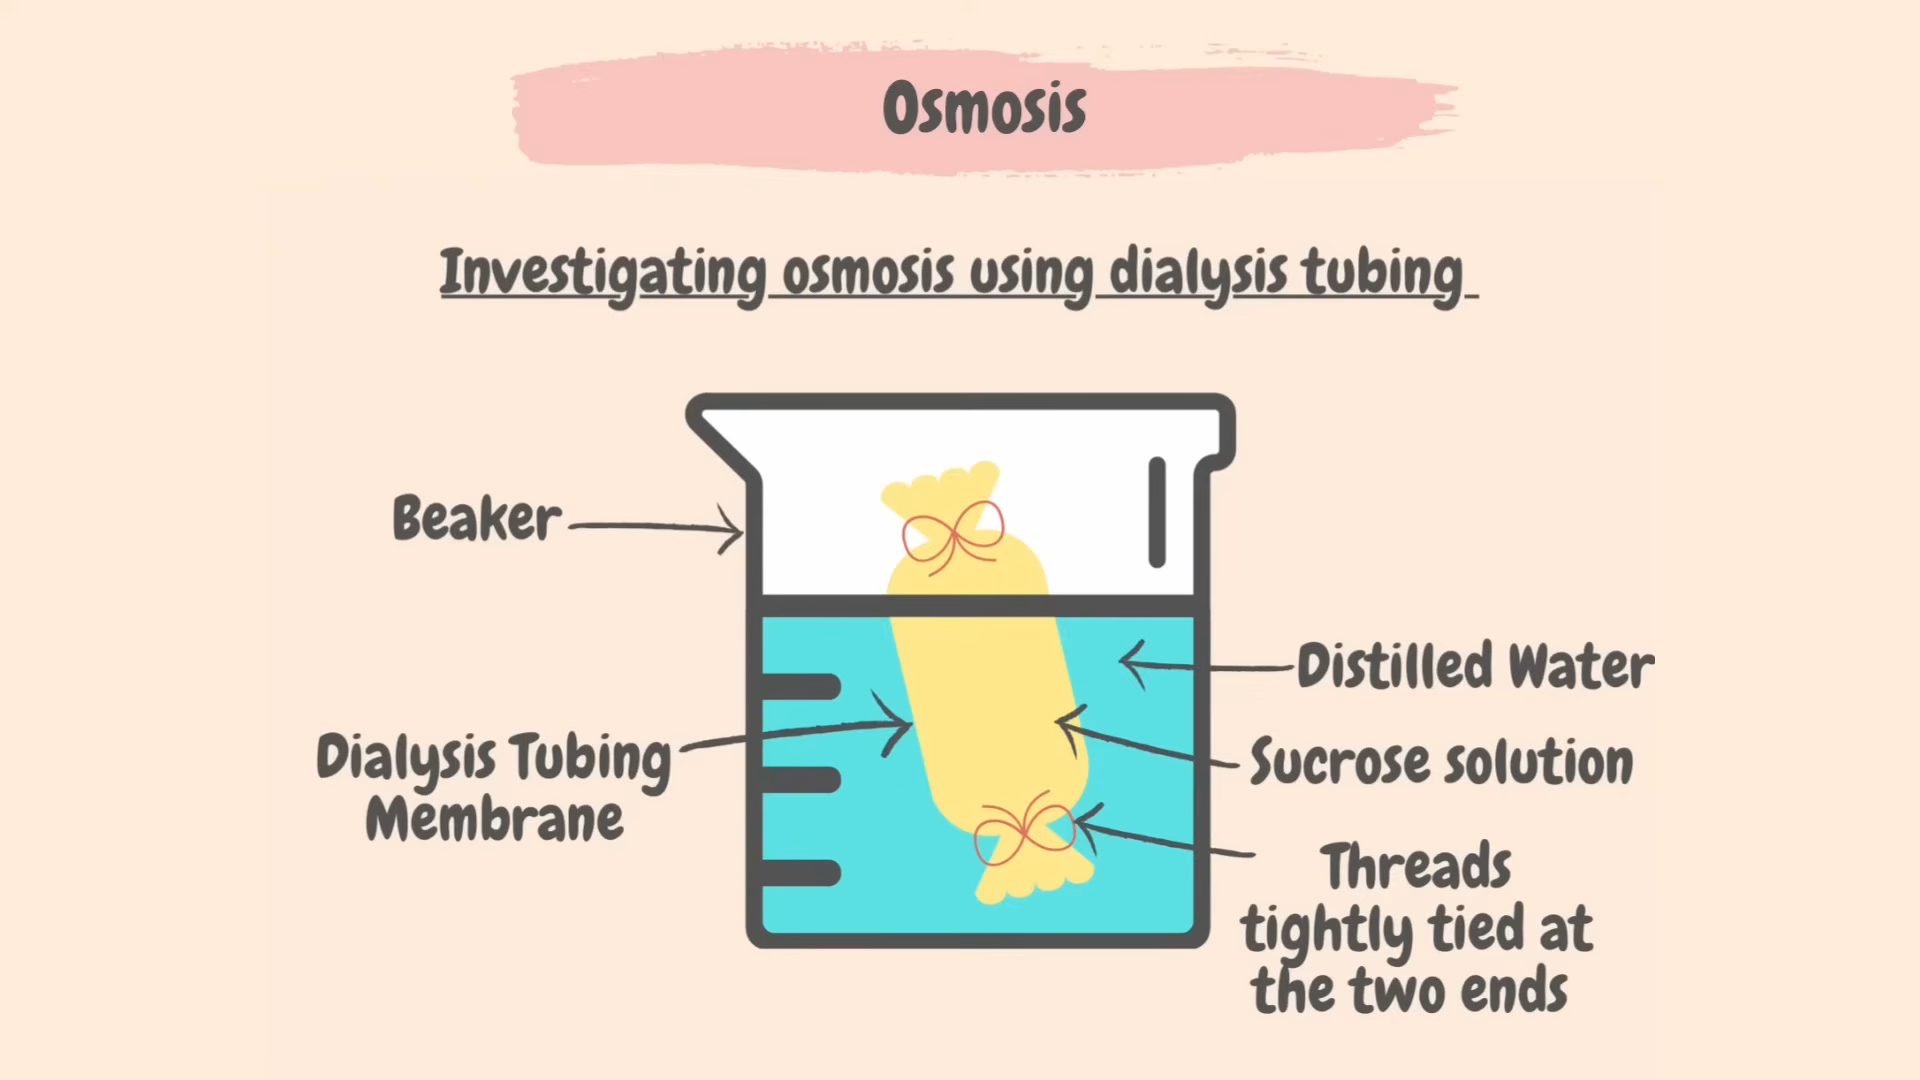 Osmosis
Investigating osmosis using dialysis tubing
Beaker
Distilled Water
Dialysis Tubing
Membrane
Sucrose solution
Threads
tightly tied at
the two ends